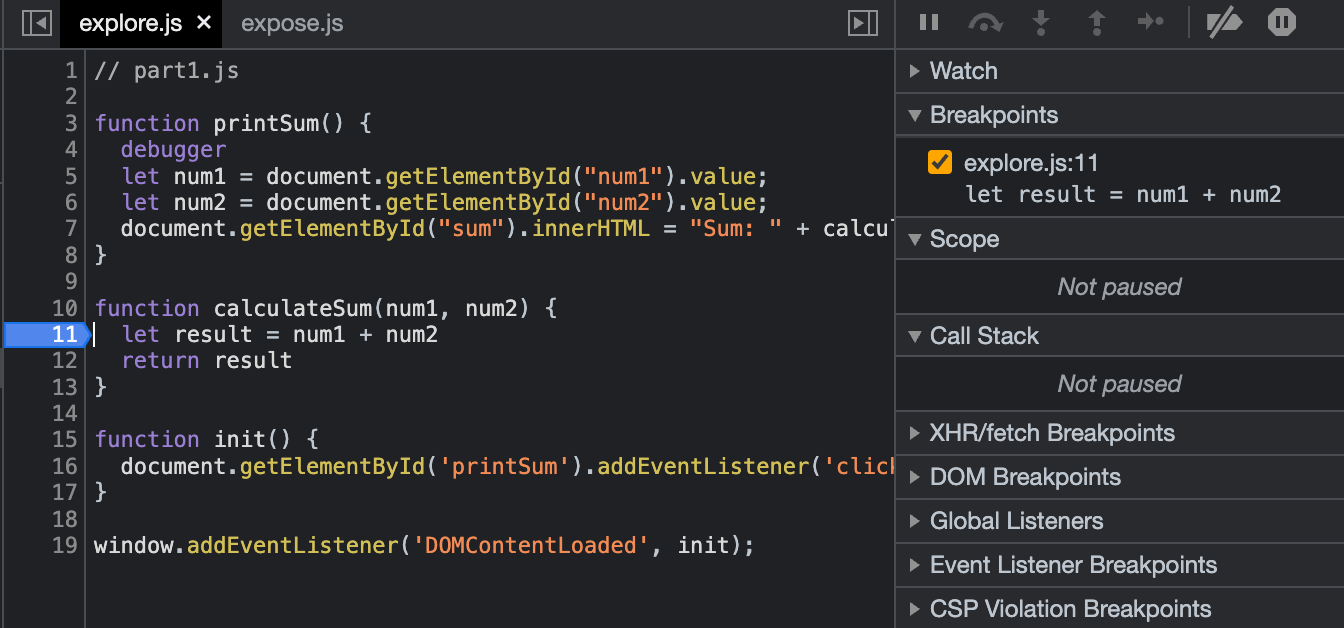 explore.js × expose.js
1 // part1.js
2
3 function printSum() {
4 debugger
5 let num1 = document.getElementById("num1").value;
6 let num2 = document.getElementById("num2").value;
7 document.getElementById("sum").innerHTML = "Sum: " + calcul
8 }
9
10 function calculateSum(num1, num2) {
11 let result = num1 + num2
12 return result
13 }
14
15 function init() {
16 document.getElementById('printSum').addEventListener('click
17 }
18
19 window.addEventListener('DOMContentLoaded', init);
Watch
Breakpoints
explore.js:11
let result = num1 + num2
Scope
Not paused
Call Stack
Not paused
XHR/fetch Breakpoints
DOM Breakpoints
Global Listeners
Event Listener Breakpoints
CSP Violation Breakpoints